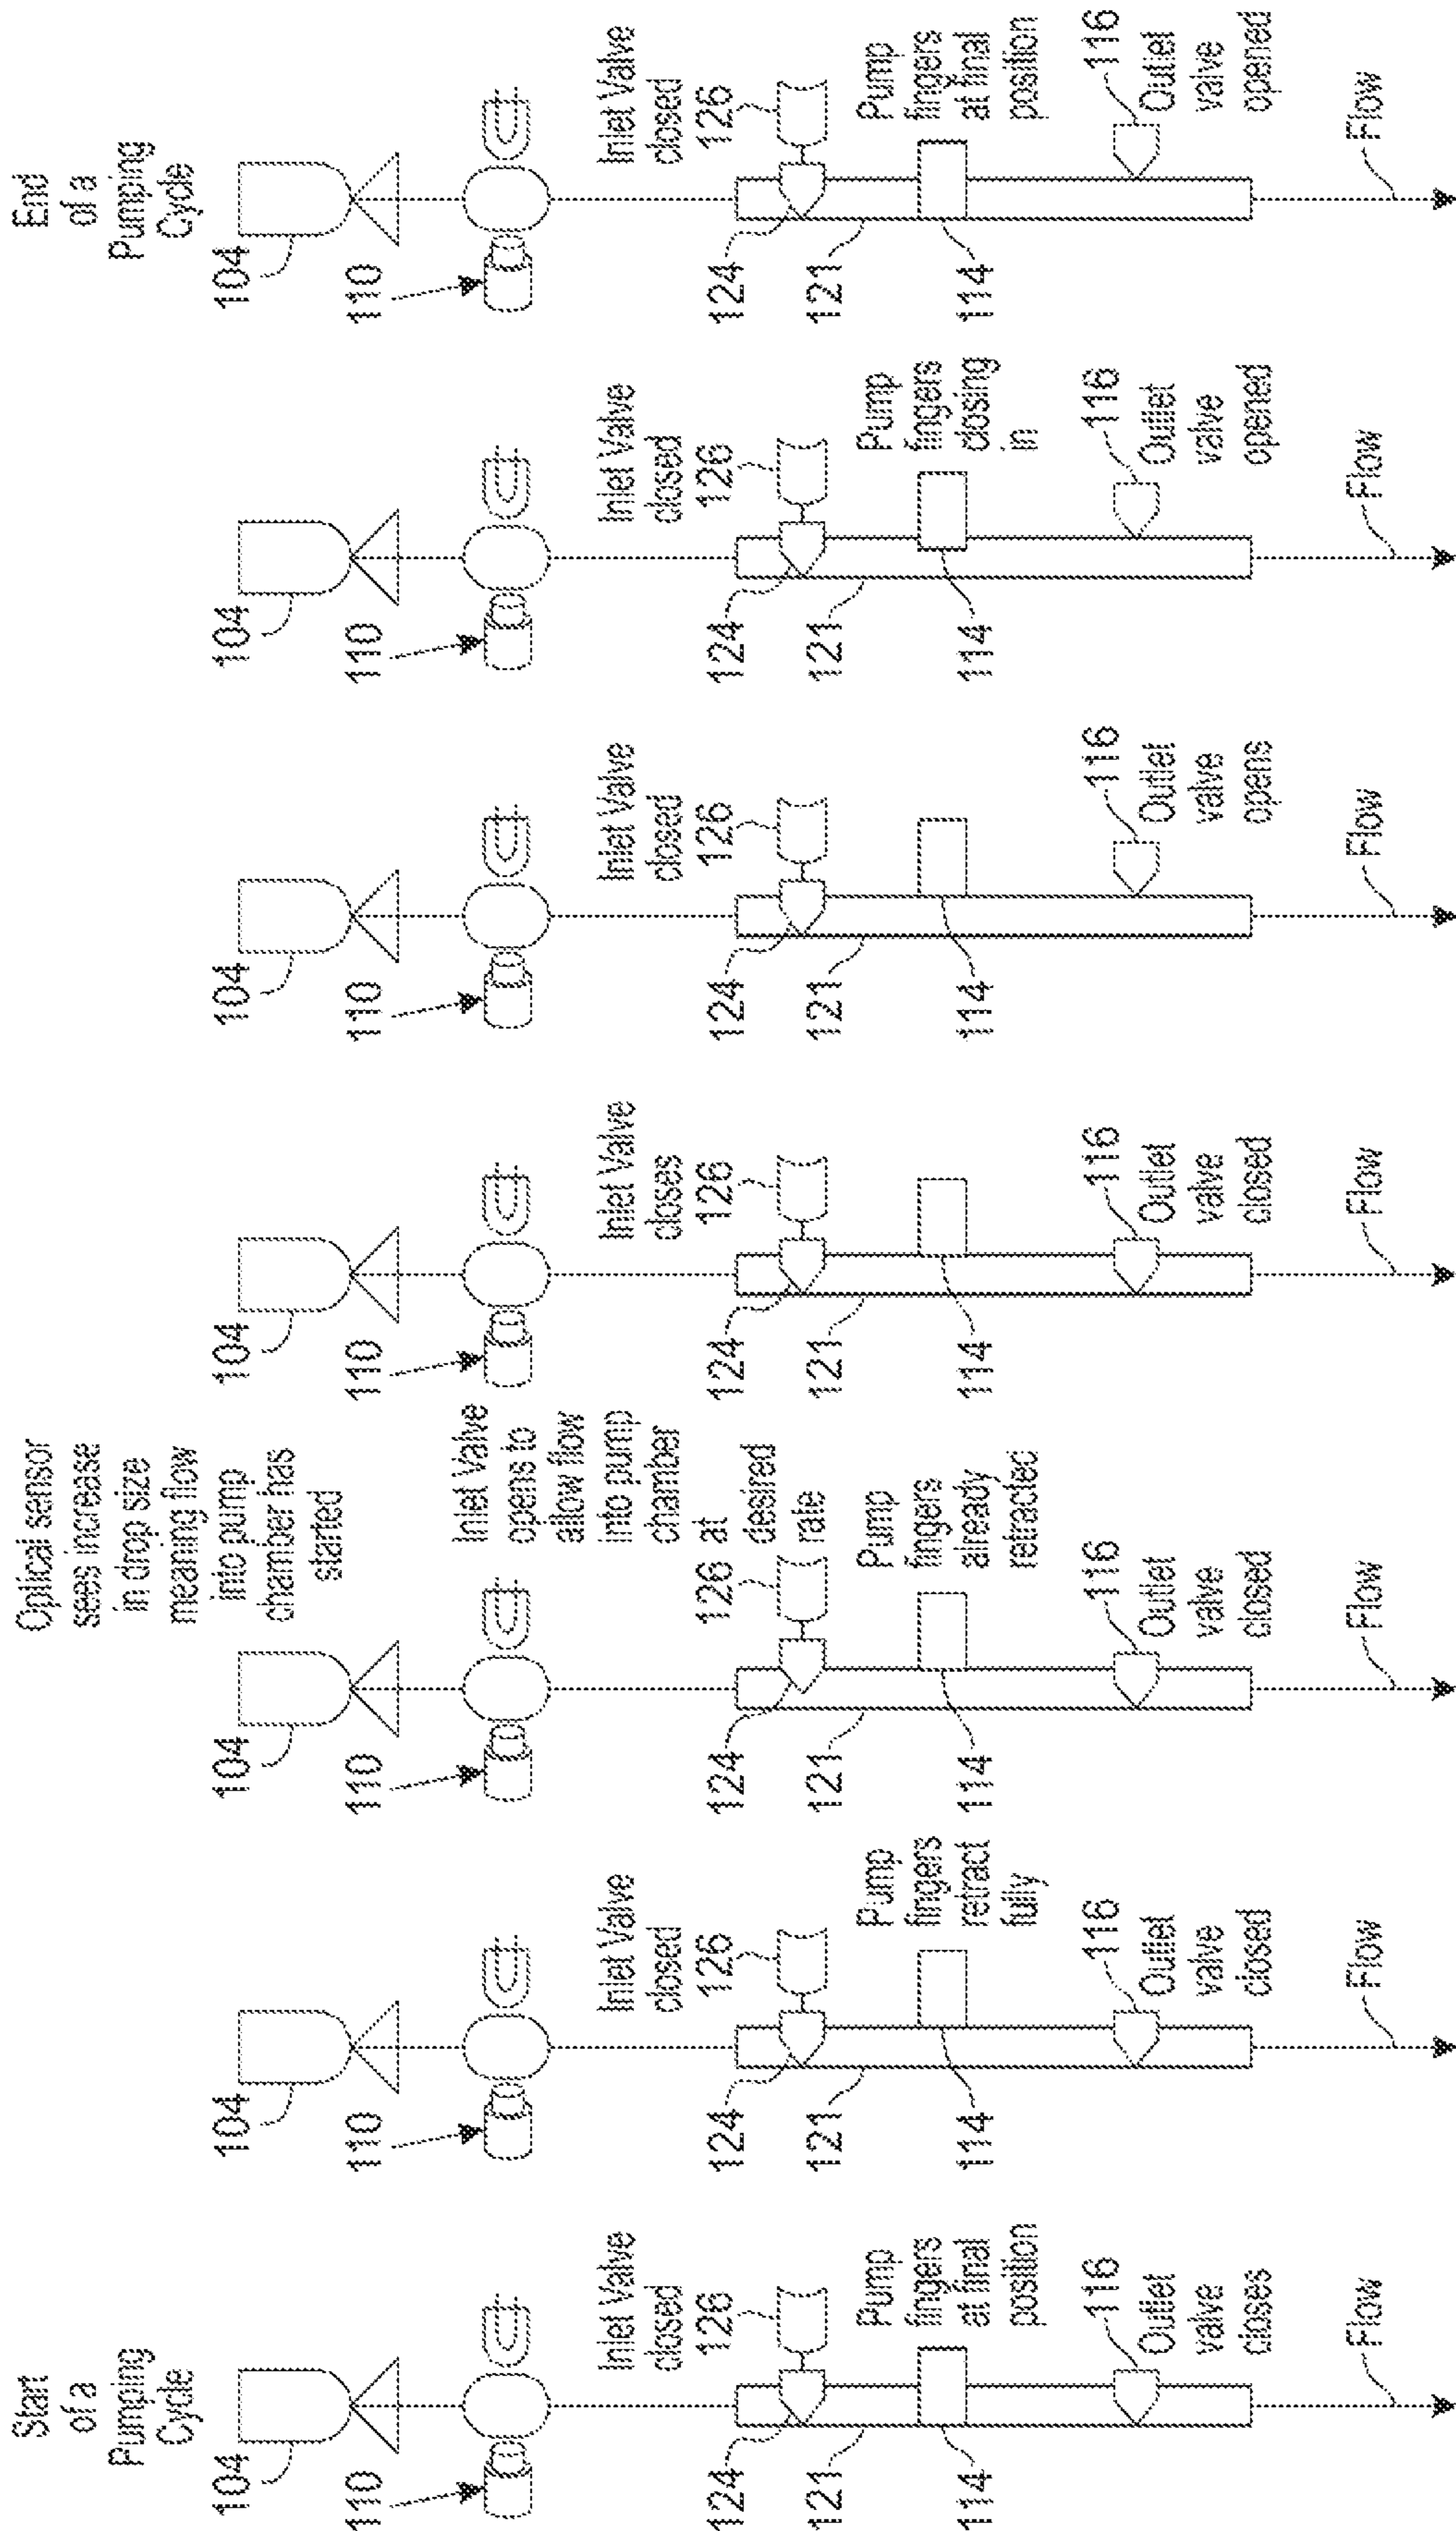 Start
of a
Pumping
Cycle
104
110
Inlet Valve
closed
126
124
121
Pump
fingers
at final
position
114
116
Outlet
valve
closes
Flow
104
110
Inlet Valve
closed
126
124
121
Pump
fingers
retract
fully
114
116
Outlet
valve
closed
Flow
Optical sensor
sees increase
in drop size
meaning flow
into pump
chamber has
started
104
110
Inlet Valve
opens to
allow flow
into pump
chamber
at
desired
rate
126
124
121
Pump
fingers
already
retracted
114
116
Outlet
valve
closed
Flow
104
110
Inlet Valve
closes
126
124
121
114
116
Outlet
valve
closed
Flow
104
110
Inlet Valve
closed
126
124
121
114
116
Outlet
valve
opens
Flow
104
110
Inlet Valve
closed
126
124
121
Pump
fingers
closing
in
114
116
Outlet
valve
opened
Flow
End
of a
Pumping
Cycle
104
110
Inlet Valve
closed
126
124
121
Pump
fingers
at final
position
114
116
Outlet
valve
opened
Flow